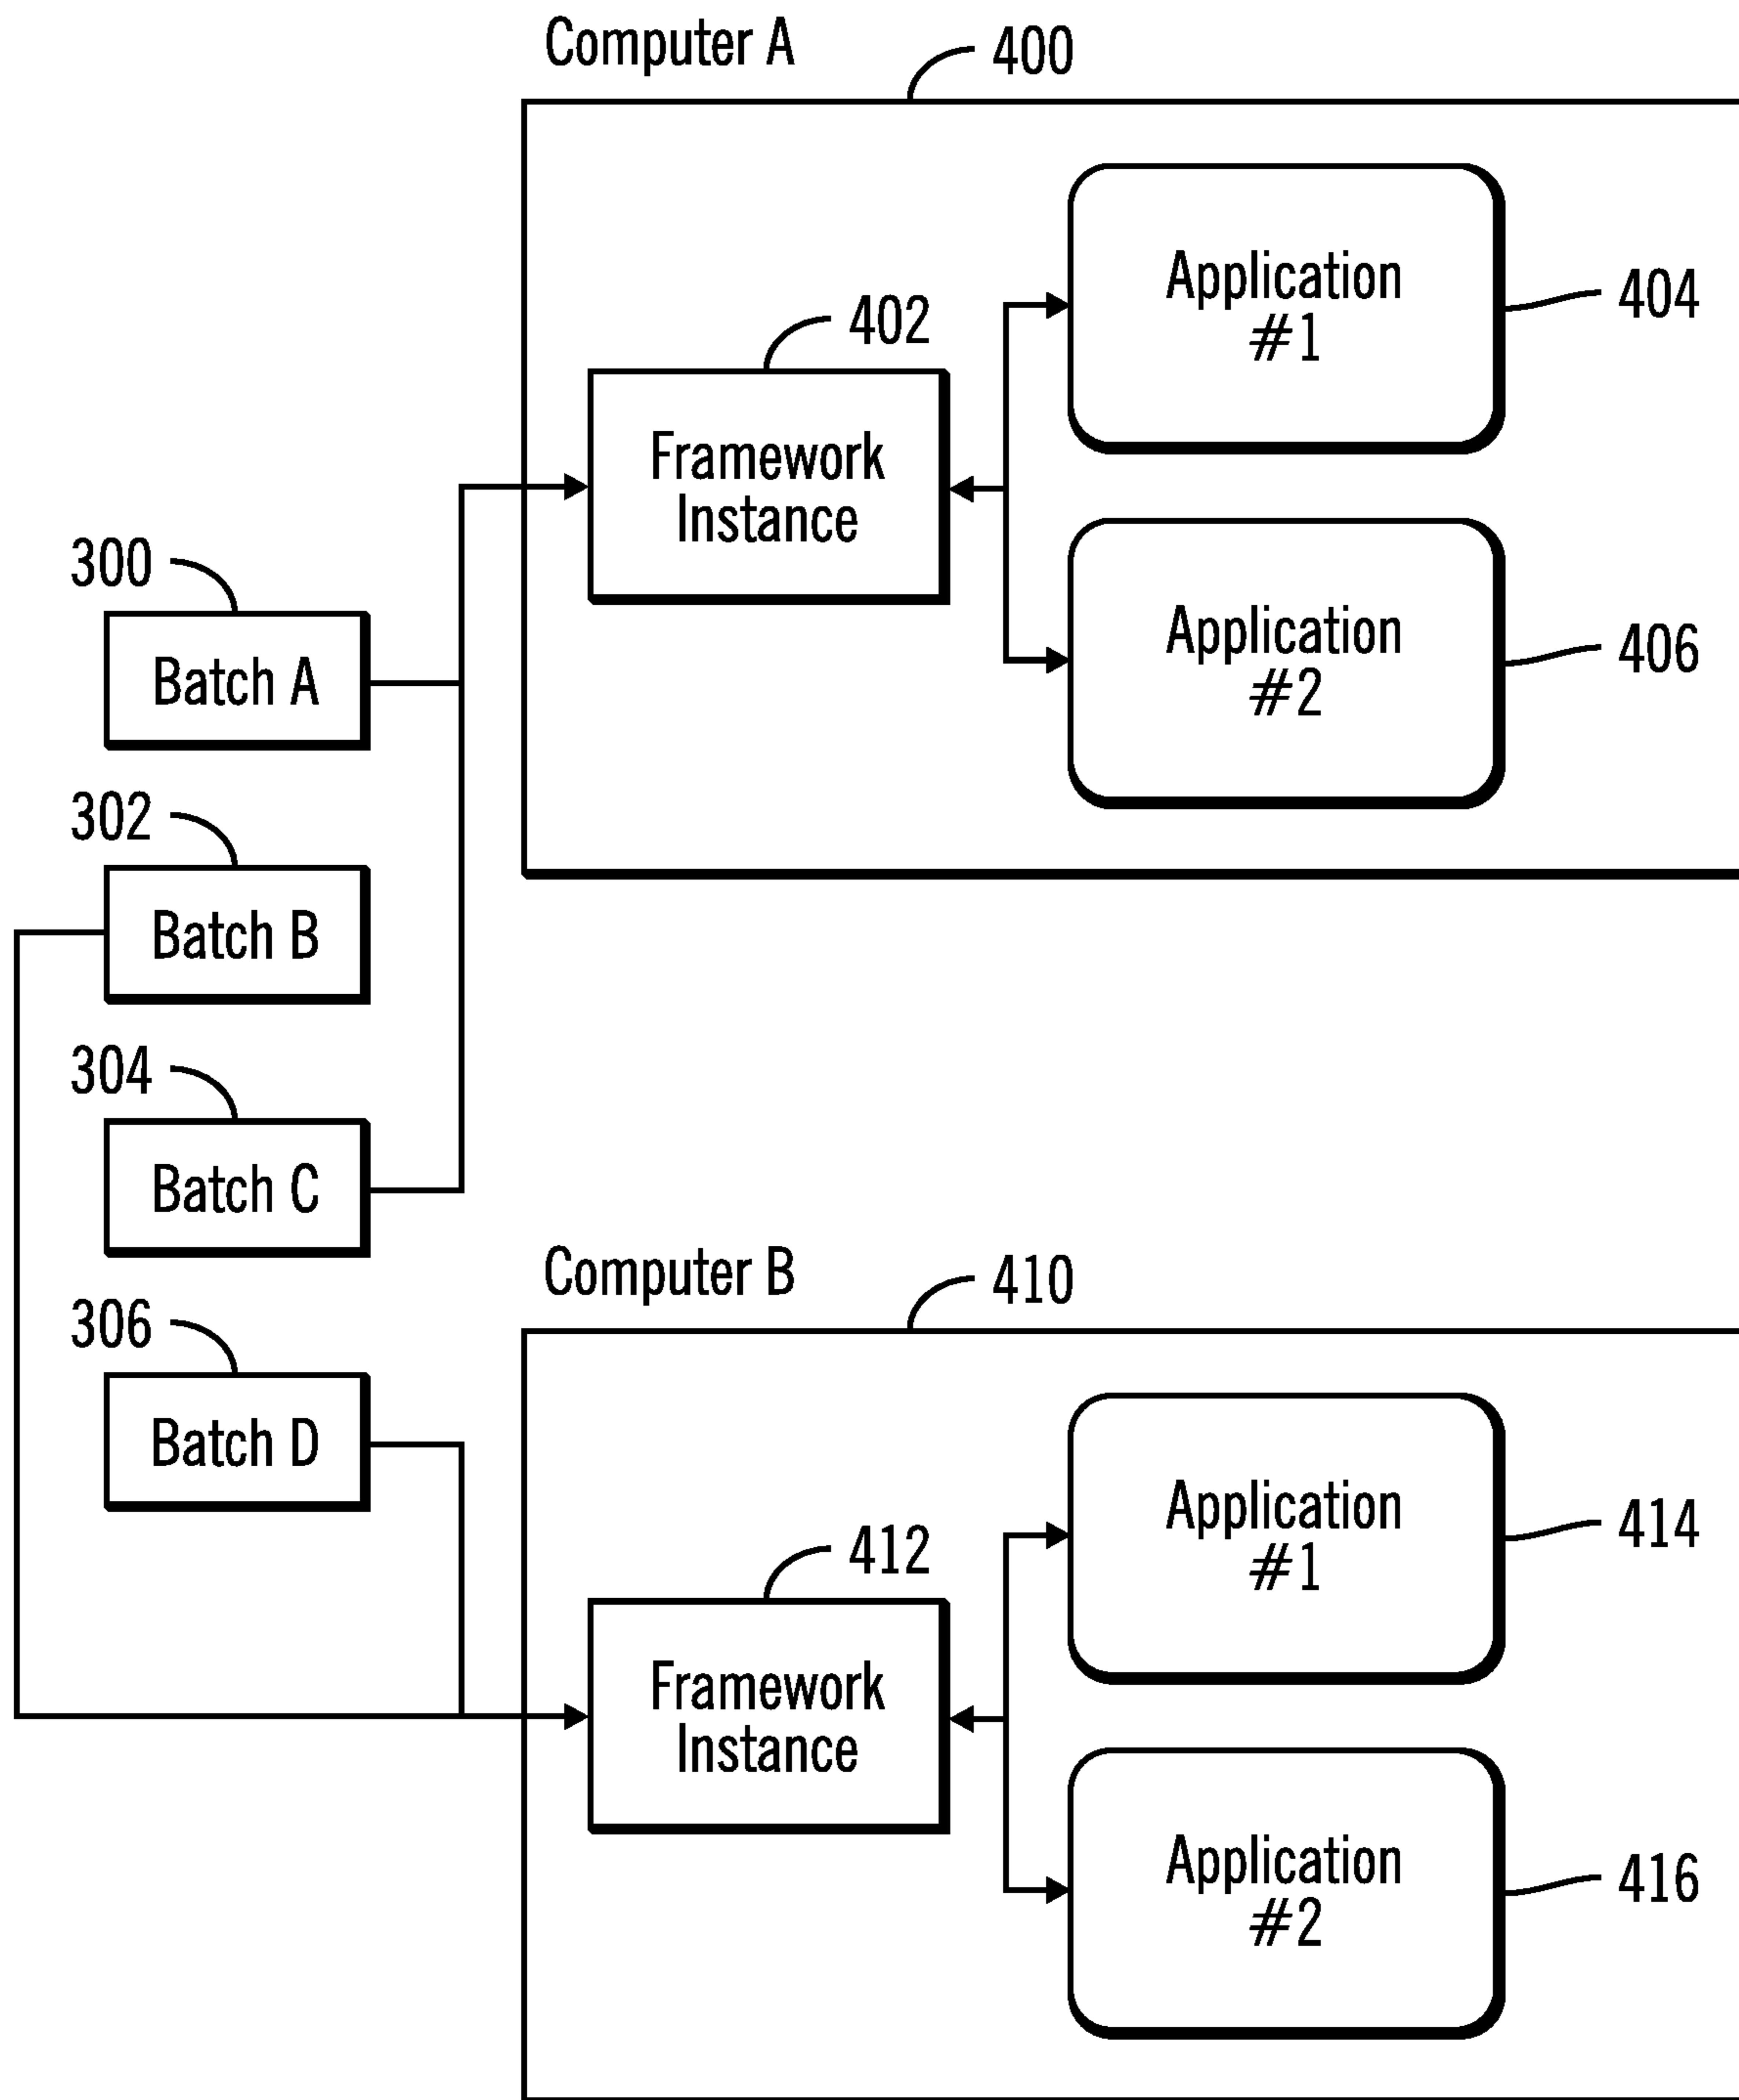 Computer A
400
Application
#1
404
402
Framework
Instance
300
Batch A
Application
#2
406
302
Batch B
304
Batch C
Computer B
410
306
Batch D
Application
#1
414
412
Framework
Instance
Application
#2
416